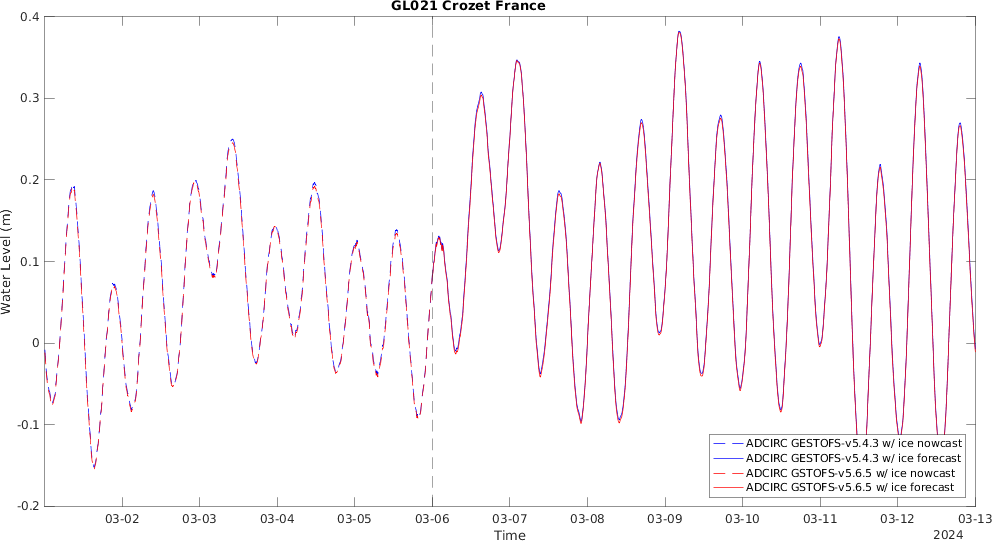 GL021 Crozet France
0.4
0.3
0.2
0.1
0
-0.1
-0.2
Water Level (m)
ADCIRC GESTOFS-v5.4.3 w/ ice nowcast
ADCIRC GESTOFS-v5.4.3 w/ ice forecast
ADCIRC GSTOFS-v5.6.5 w/ ice nowcast
ADCIRC GSTOFS-v5.6.5 w/ ice forecast
03-02 03-03 03-04 03-05 03-06 03-07 03-08 03-09 03-10 03-11 03-12 03-13
Time
2024